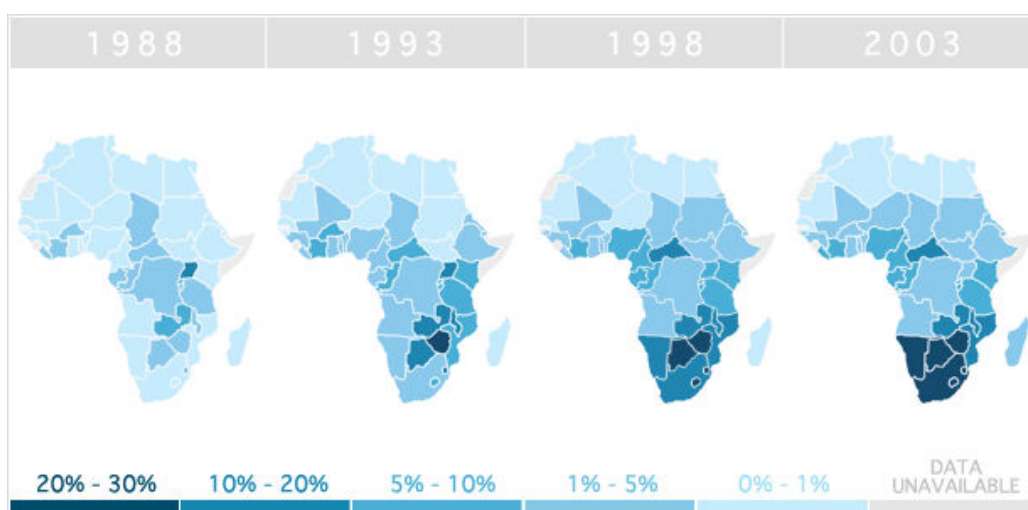 1988 1993 1998 2003
20% - 30% 10% - 20% 5% - 10% 1% - 5% 0% - 1% DATA
UNAVAILABLE